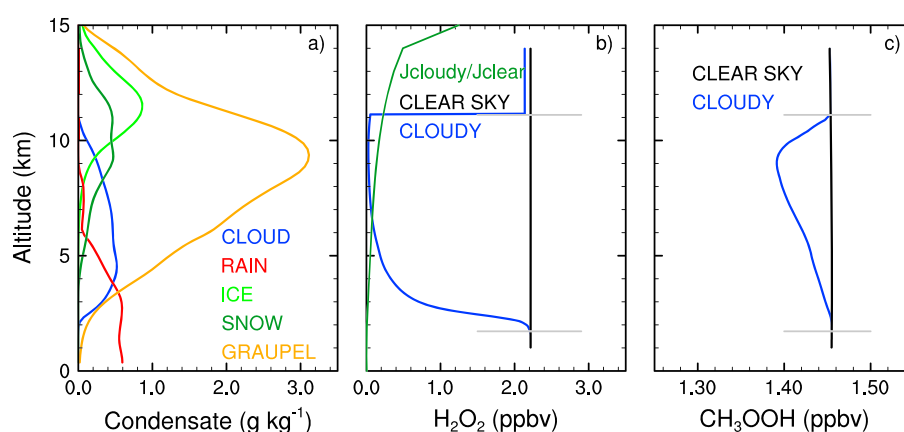 15
10
5
0
Altitude (km)
a)
CLOUD
RAIN
ICE
SNOW
GRAUPEL
0.0 1.0 2.0 3.0
Condensate (g kg⁻¹)
b)
Jcloudy/Jclear
CLEAR SKY
CLOUDY
0.0 1.0 2.0 3.0
H₂O₂ (ppbv)
c)
CLEAR SKY
CLOUDY
1.30 1.40 1.50
CH₃OOH (ppbv)